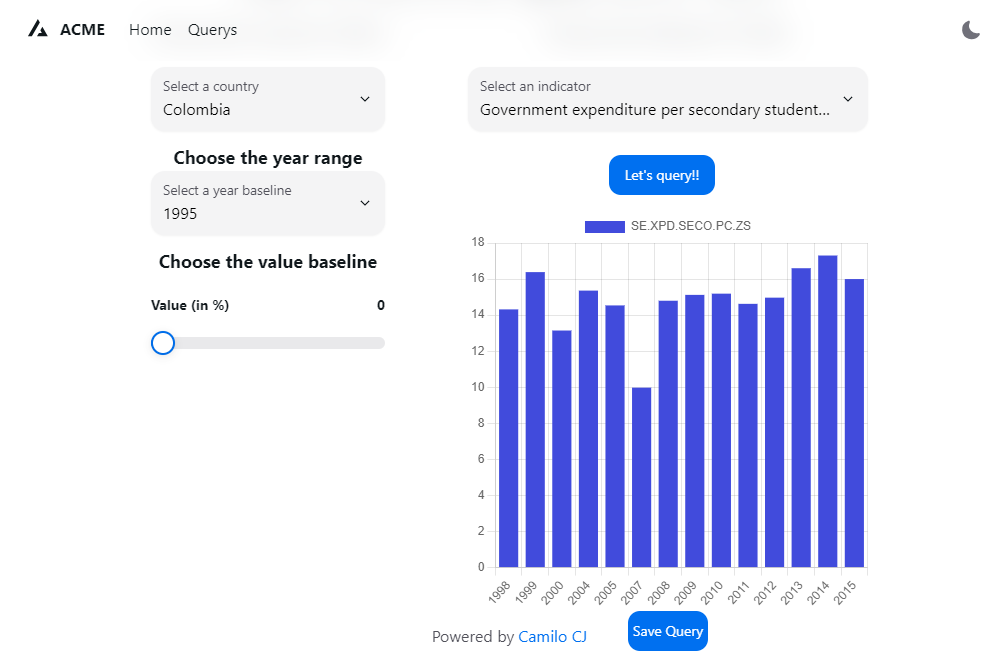 ACME Home Querys
Select a country
Colombia
Select an indicator
Government expenditure per secondary student...
Choose the year range
Select a year baseline
1995
Let's query!!
Choose the value baseline
Value (in %) 0
SE.XPD.SECO.PC.ZS
18
16
14
12
10
8
6
4
2
0
1998 1999 2000 2004 2005 2007 2008 2009 2010 2011 2012 2013 2014 2015
Save Query
Powered by Camilo CJ